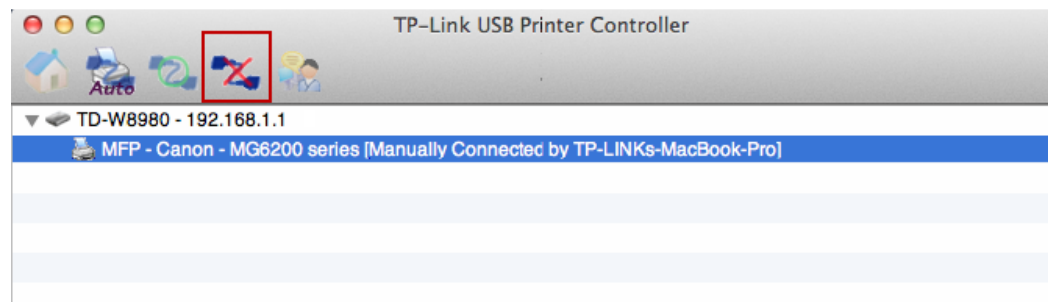 TP-Link USB Printer Controller
Auto
TD-W8980 - 192.168.1.1
MFP - Canon - MG6200 series [Manually Connected by TP-LINKs-MacBook-Pro]